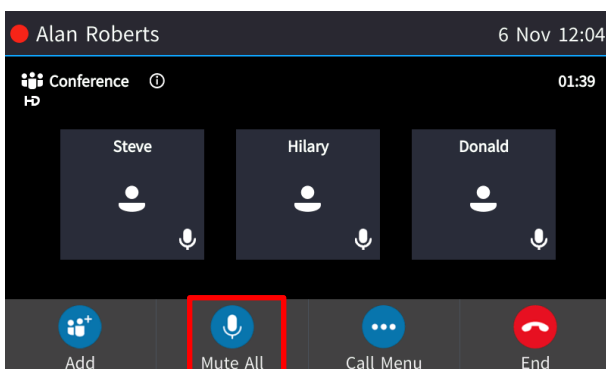 Alan Roberts 6 Nov 12:04
Conference 01:39
HD
Steve Hilary Donald
Add Mute All Call Menu End